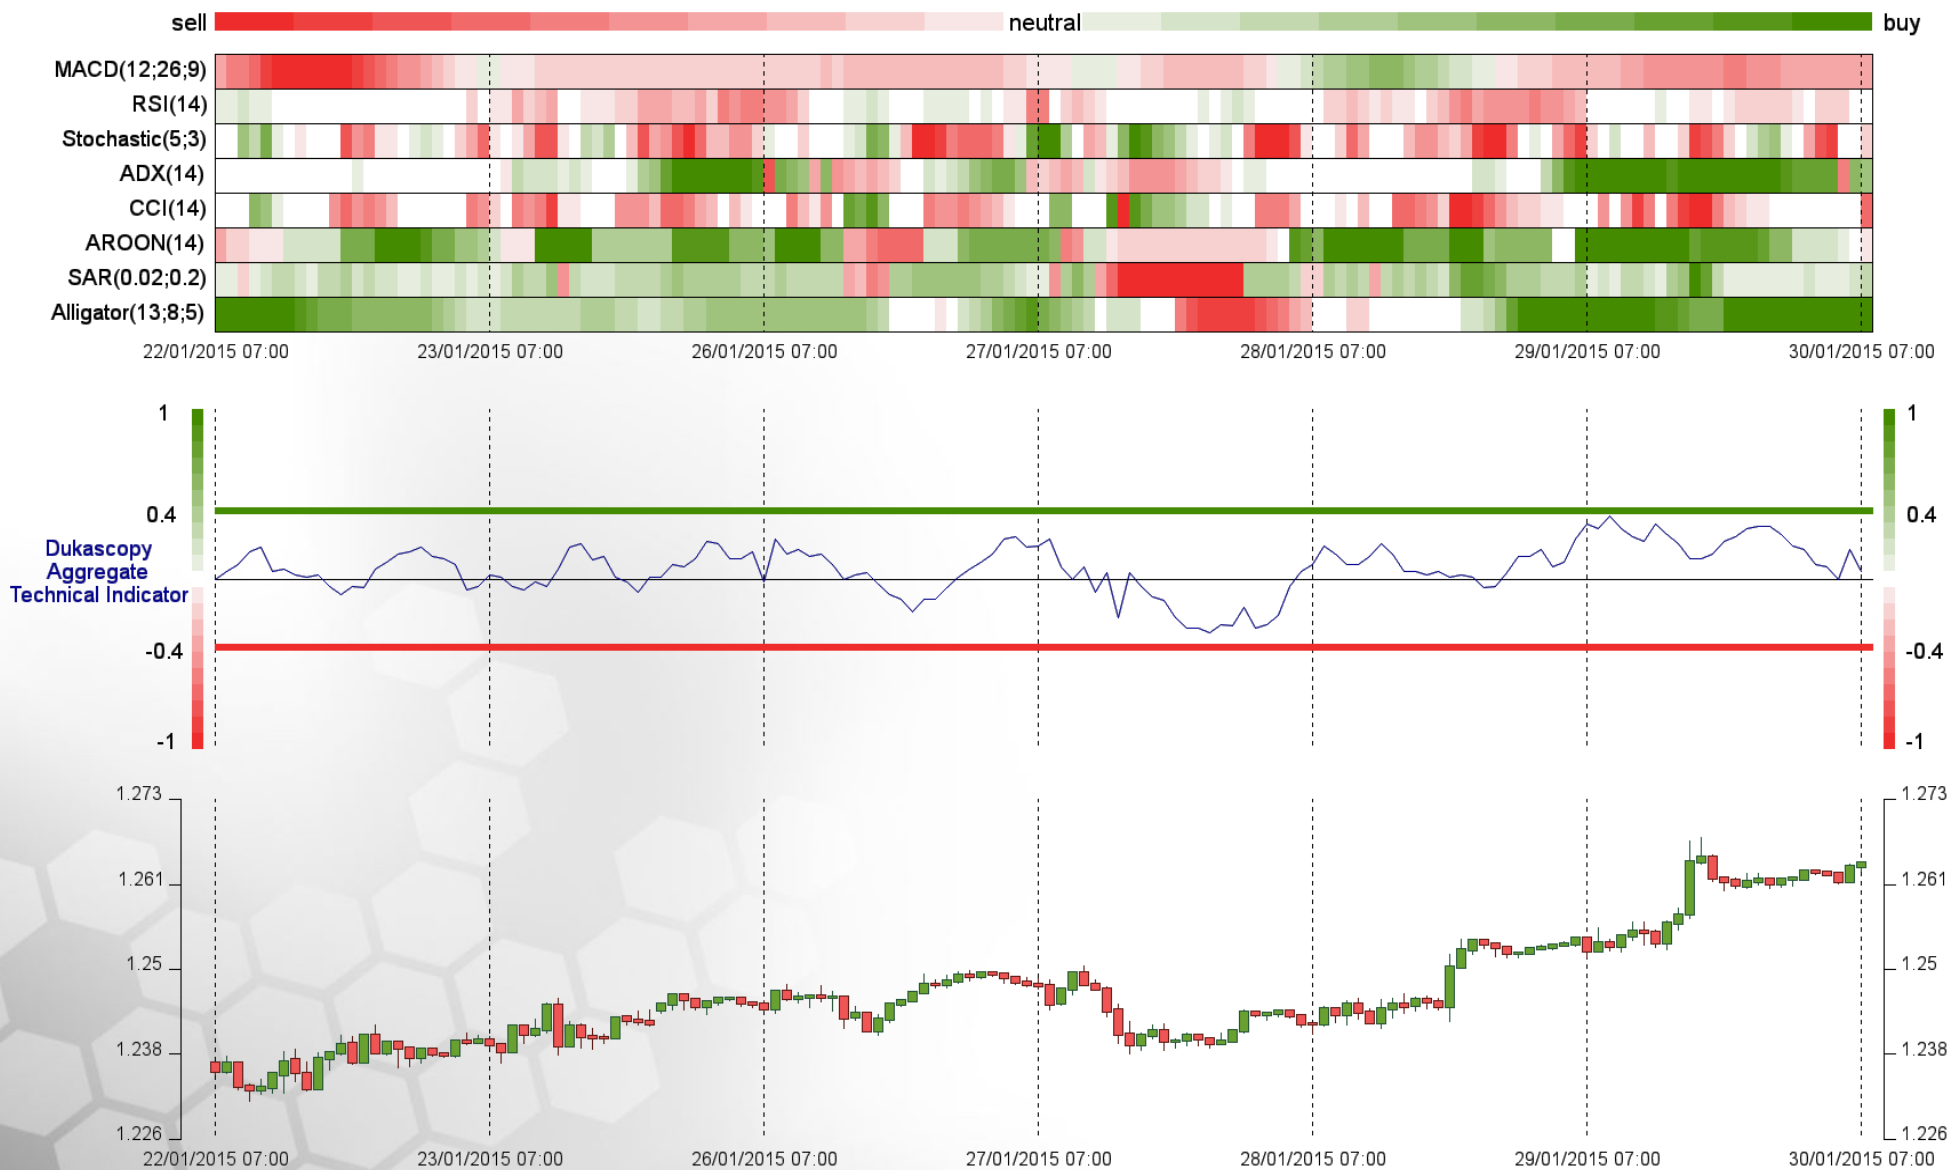 sell neutral buy
MACD(12;26;9)
RSI(14)
Stochastic(5;3)
ADX(14)
CCI(14)
AROON(14)
SAR(0.02;0.2)
Alligator(13;8;5)
22/01/2015 07:00 23/01/2015 07:00 26/01/2015 07:00 27/01/2015 07:00 28/01/2015 07:00 29/01/2015 07:00 30/01/2015 07:00
1 1
0.4 0.4
Dukascopy
Aggregate
Technical Indicator
-0.4 -0.4
-1 -1
1.273 1.273
1.261 1.261
1.25 1.25
1.238 1.238
1.226 1.226
22/01/2015 07:00 23/01/2015 07:00 26/01/2015 07:00 27/01/2015 07:00 28/01/2015 07:00 29/01/2015 07:00 30/01/2015 07:00